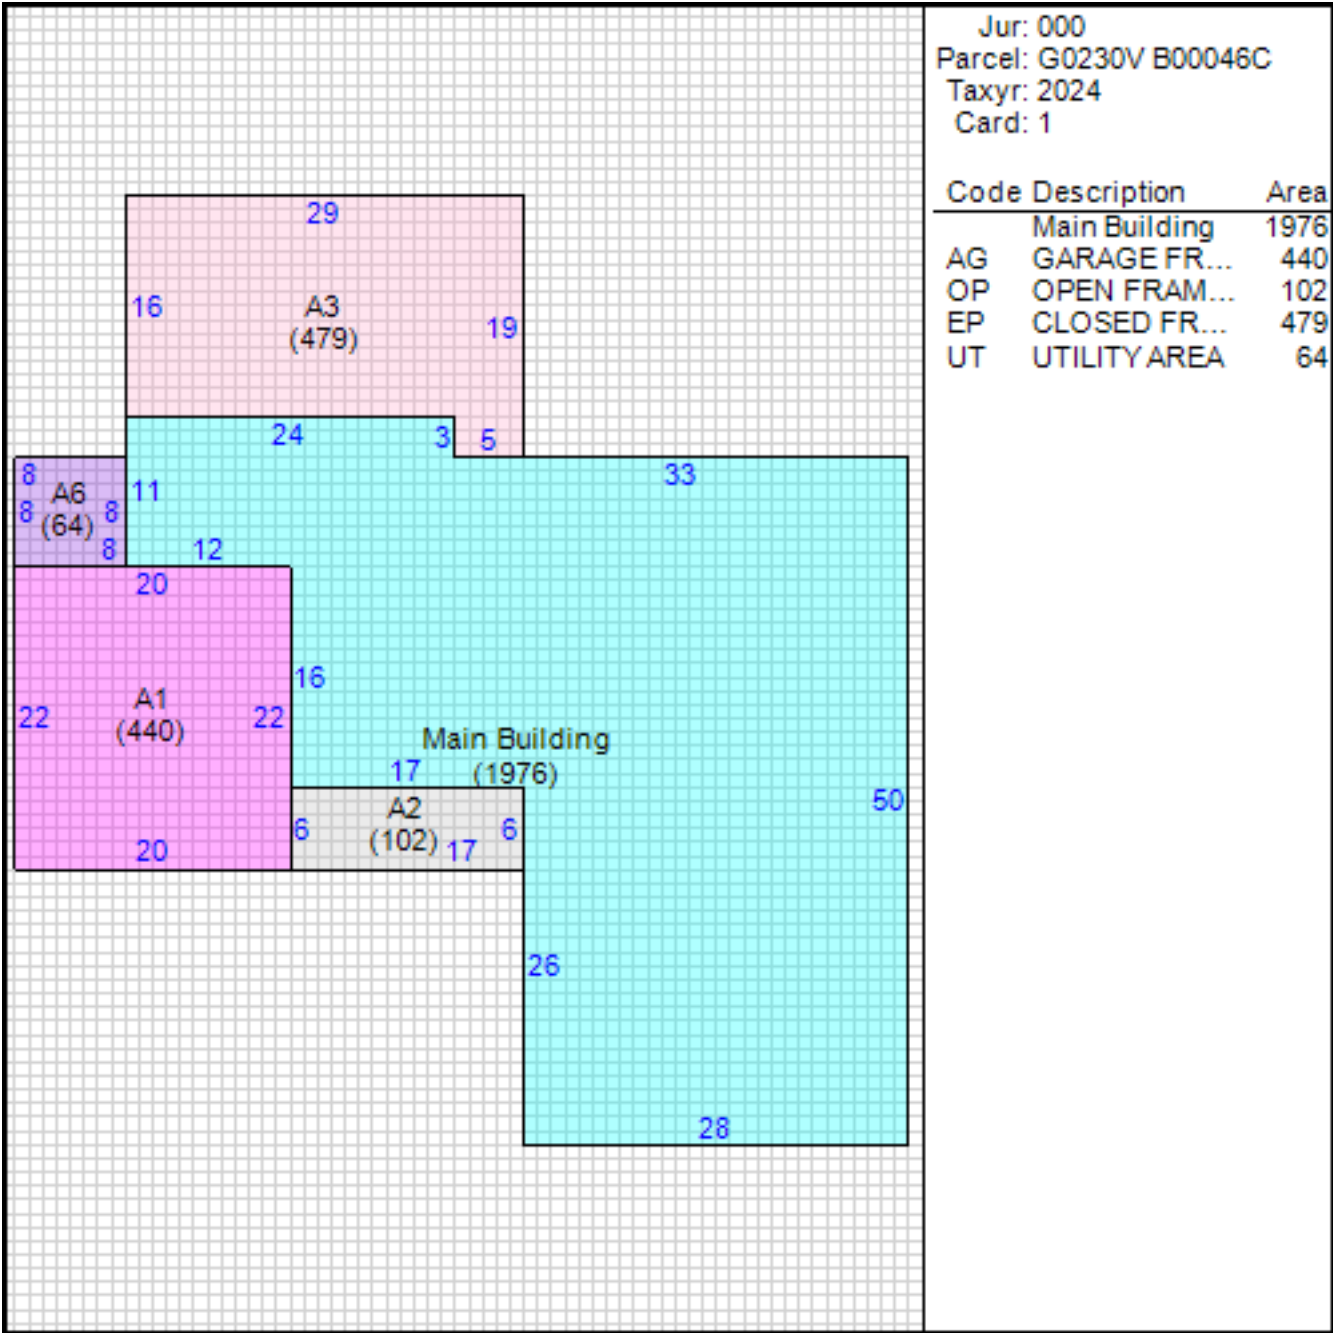 Jur: 000
Parcel: G0230V B00046C
Taxyr: 2024
Card: 1
Code Description Area
Main Building 1976
AG GARAGE FR... 440
OP OPEN FRAM... 102
EP CLOSED FR... 479
UT UTILITY AREA 64
29
16
A3
(479)
19
24
3
5
33
8
A6
(64)
8
8
8
11
12
20
A1
(440)
22
22
20
16
Main Building
(1976)
17
A2
(102)
6
6
17
50
26
28